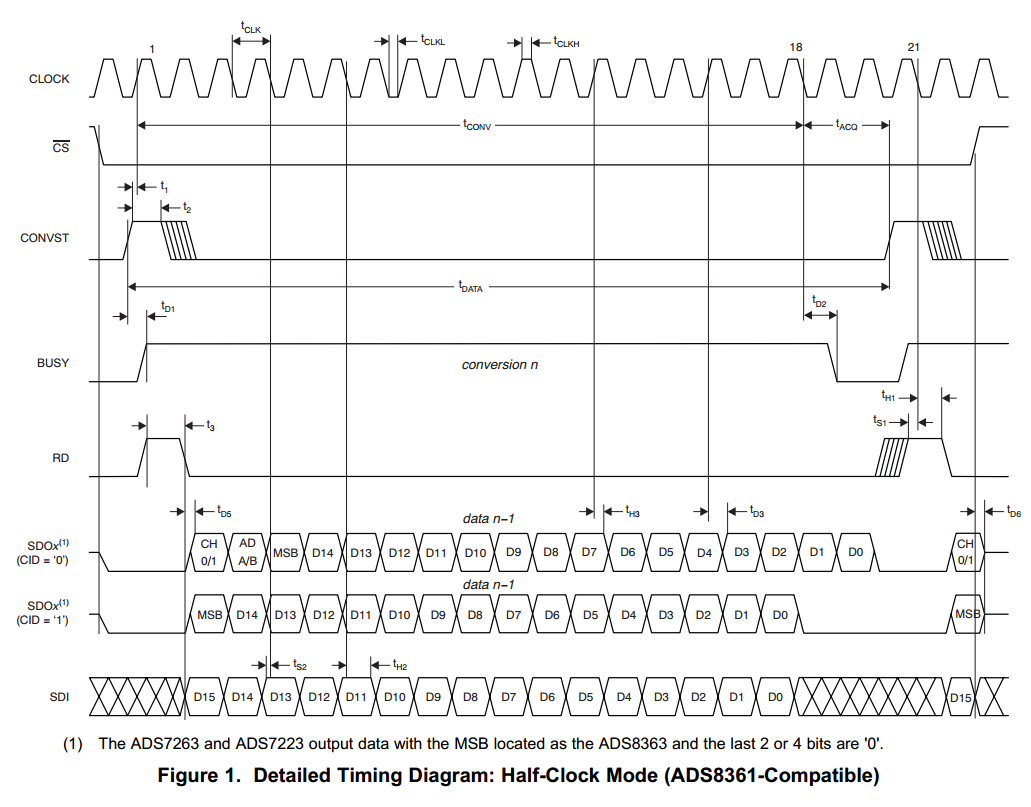 tCLK
tCLKL
tCLKH
1
18
21
CLOCK
tCONV
tACQ
CS
t1
t2
CONVST
tDATA
tD1
tD2
BUSY
conversion n
tH1
tS1
t3
RD
tD5
tH3
tD3
tD6
data n−1
SDOx(1)
(CID = ‘0’)
CH 0/1 AD A/B MSB D14 D13 D12 D11 D10 D9 D8 D7 D6 D5 D4 D3 D2 D1 D0 CH 0/1
data n−1
SDOx(1)
(CID = ‘1’)
MSB D14 D13 D12 D11 D10 D9 D8 D7 D6 D5 D4 D3 D2 D1 D0 MSB
tS2
tH2
SDI D15 D14 D13 D12 D11 D10 D9 D8 D7 D6 D5 D4 D3 D2 D1 D0 D15
(1) The ADS7263 and ADS7223 output data with the MSB located as the ADS8363 and the last 2 or 4 bits are '0'.
Figure 1. Detailed Timing Diagram: Half-Clock Mode (ADS8361-Compatible)